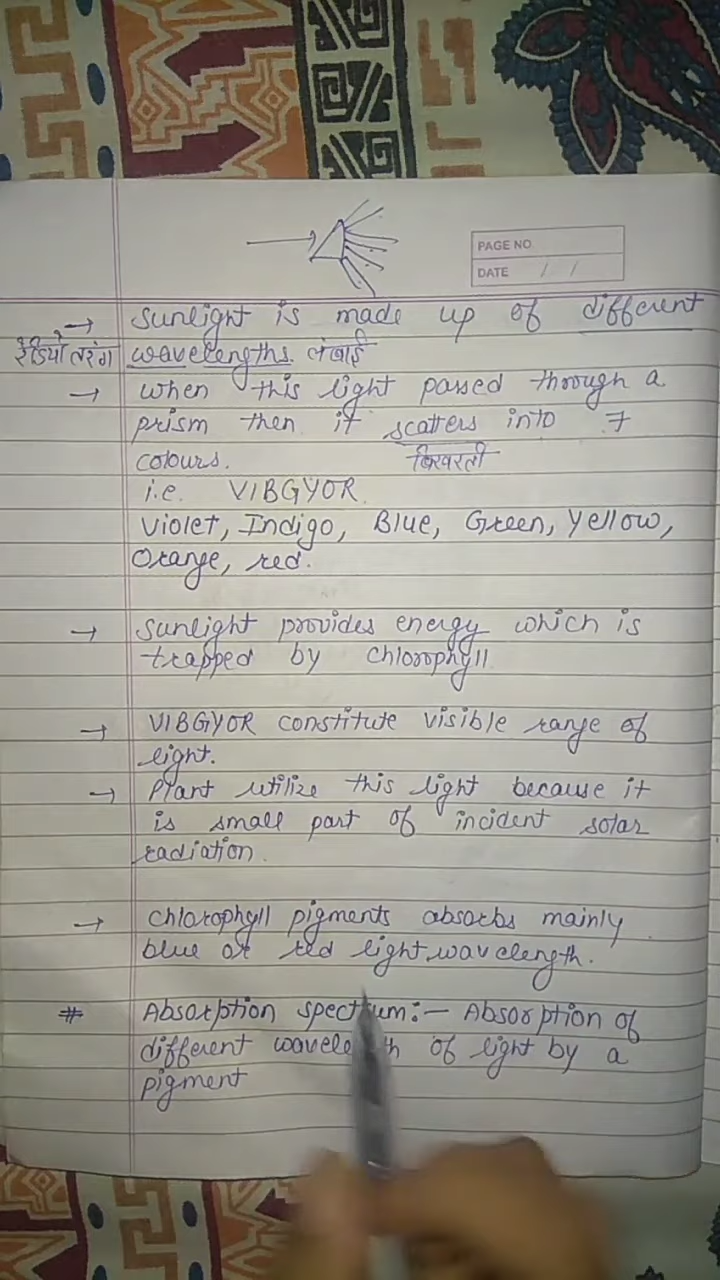 PAGE NO.
DATE / /
→ Sunlight is made up of different
रेडियो तरंग wavelengths. लंबाई
→ when this light passed through a
prism then it scatters into 7
colours. बिखरती
i.e. VIBGYOR
Violet, Indigo, Blue, Green, Yellow,
Orange, red.
→ Sunlight provides energy which is
trapped by chlorophyll
→ VIBGYOR constitute visible range of
light.
→ Plant utilize this light because it
is small part of incident solar
radiation.
→ chlorophyll pigments absorbs mainly
blue or red light wavelength.
# Absorption spectrum:- Absorption of
different wavelength of light by a
pigment